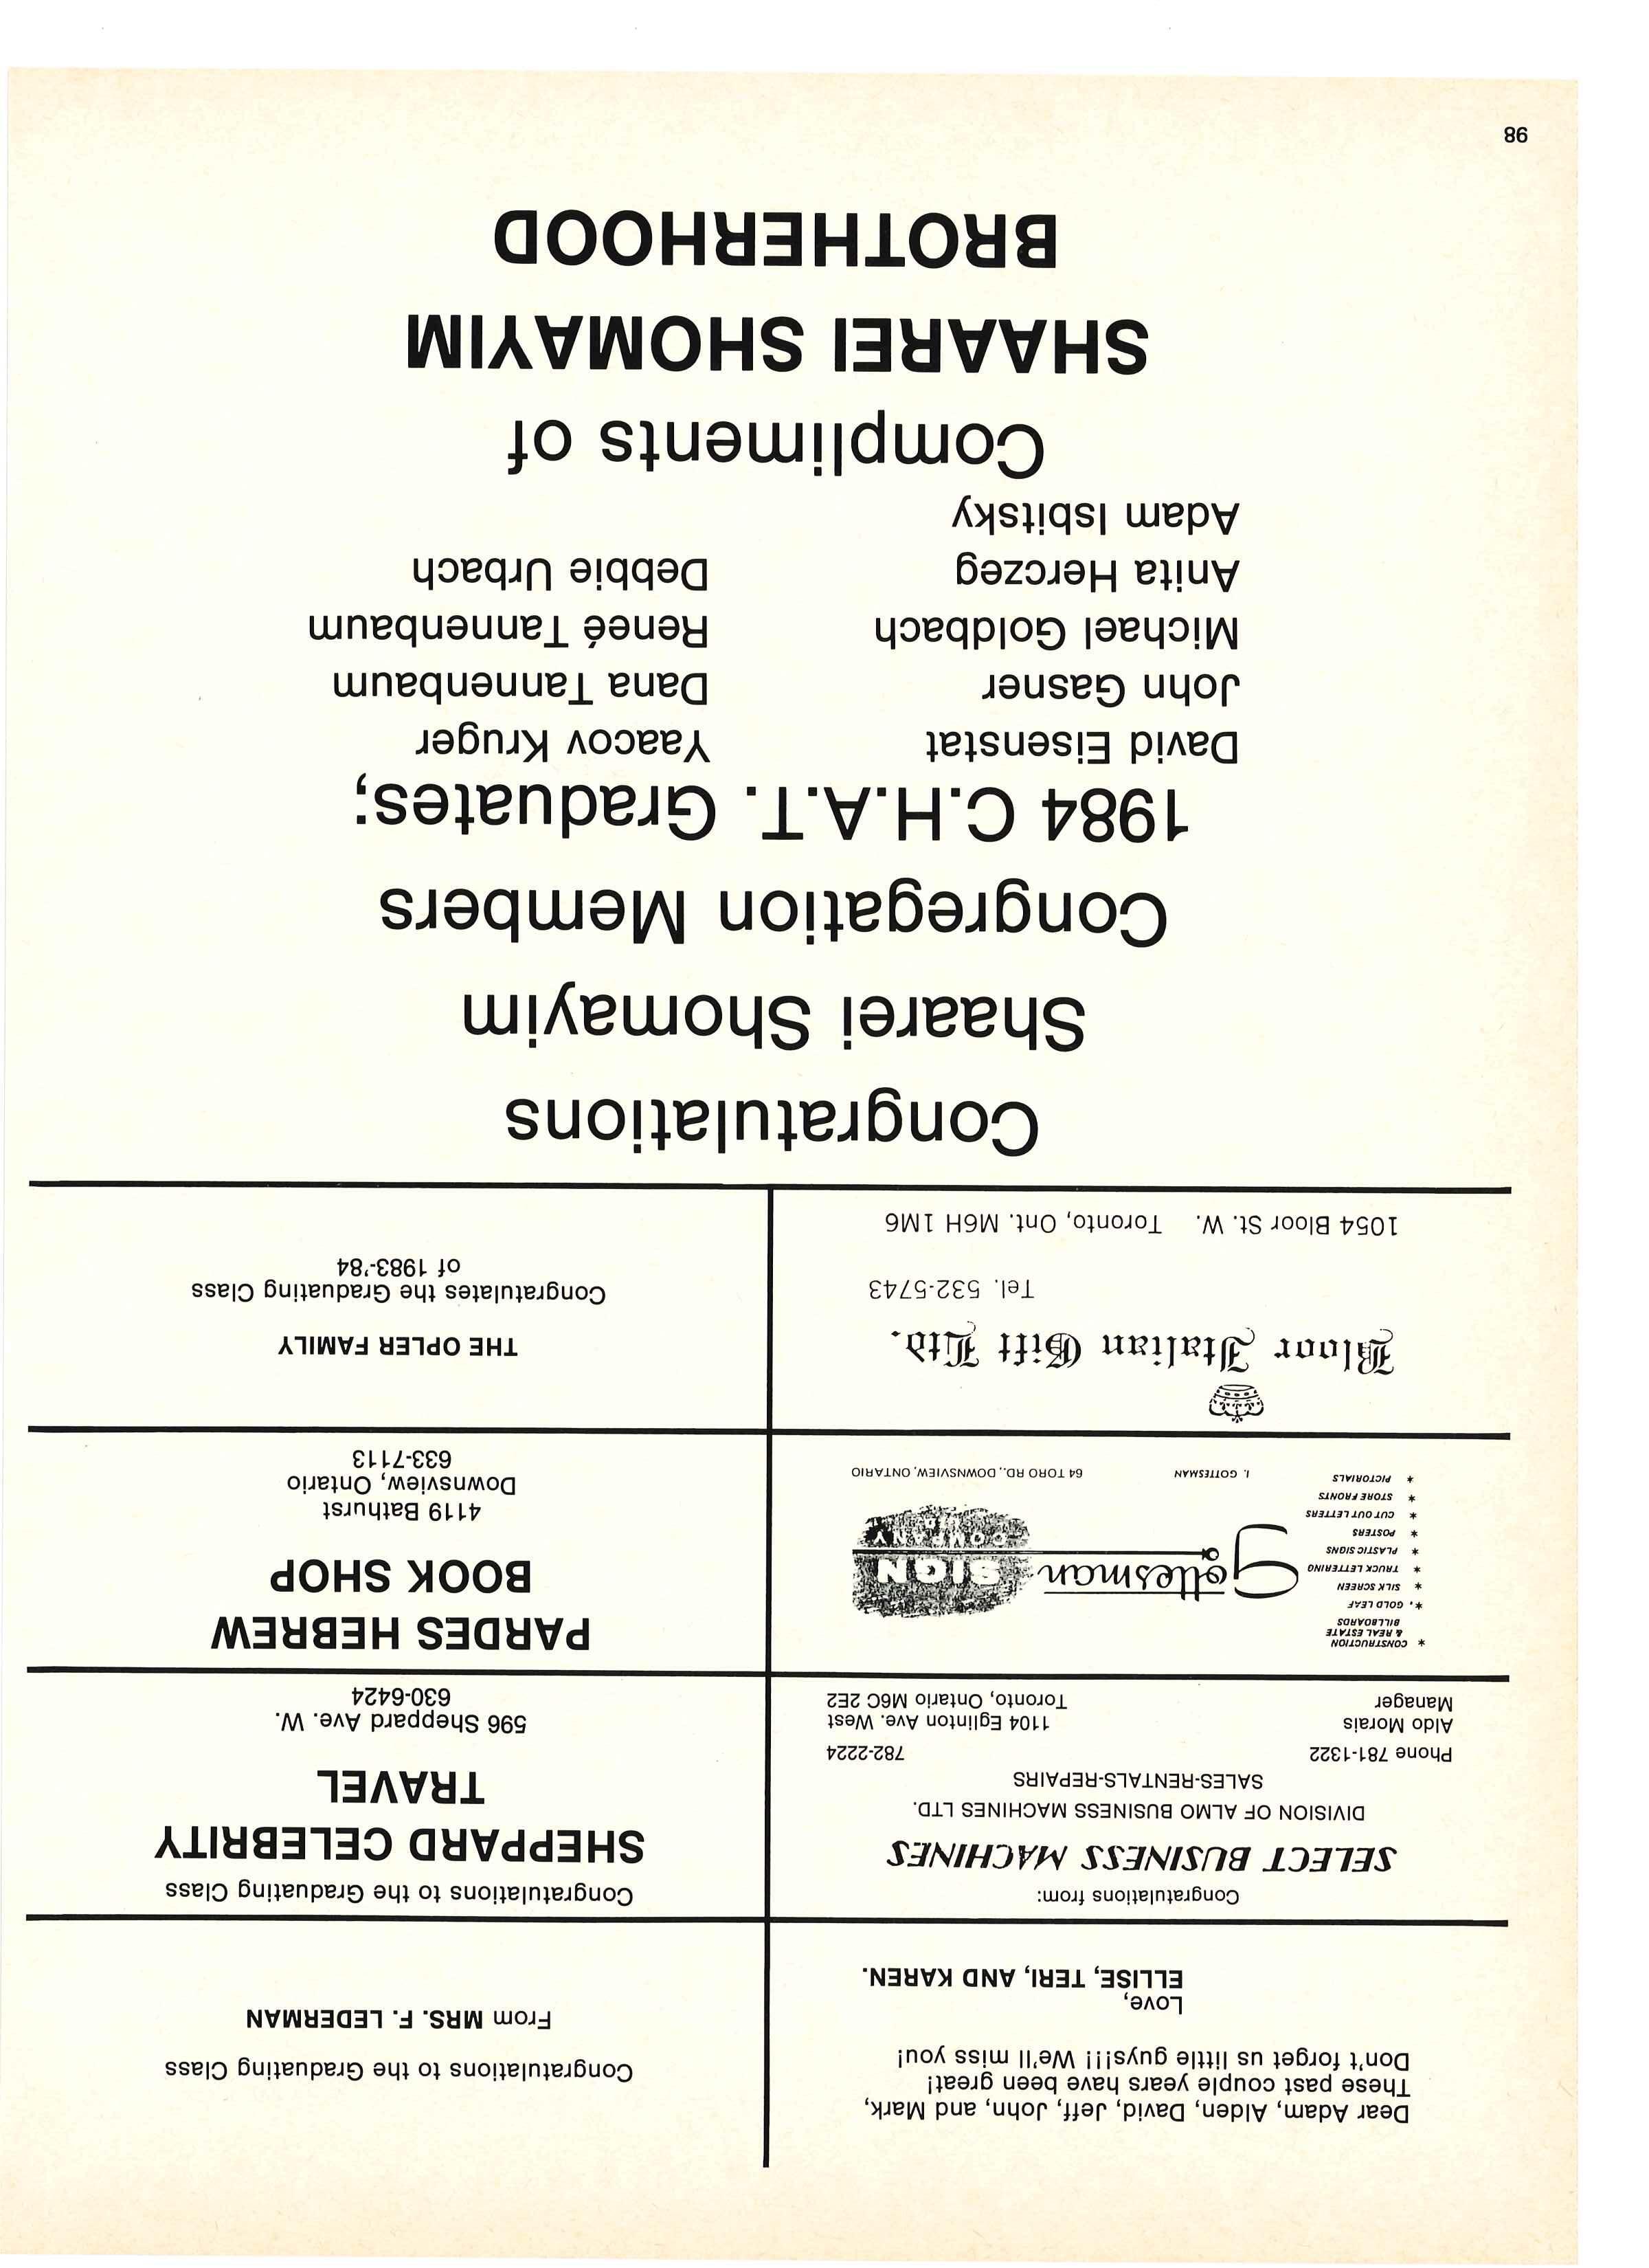 Dear Adam, Alden, David, Jeff, John, and Mark,
These past couple years have been great!
Don't forget us little guys!!! We'll miss you!
Love,
ELLISE, TERI, AND KAREN.
Congratulations to the Graduating Class
From MRS. F. LEDERMAN
Congratulations from:
SELECT BUSINESS MACHINES
DIVISION OF ALMO BUSINESS MACHINES LTD.
SALES-RENTALS-REPAIRS
Phone 781-1322 782-2224
Aldo Morais 1104 Eglinton Ave. West
Manager Toronto, Ontario M6C 2E2
Congratulations to the Graduating Class
SHEPPARD CELEBRITY
TRAVEL
596 Sheppard Ave. W.
630-6424
* CONSTRUCTION
& REAL ESTATE
BILLBOARDS
*. GOLD LEAF
* SILK SCREEN
* TRUCK LETTERING
* PLASTIC SIGNS
* POSTERS
* CUT OUT LETTERS
* STORE FRONTS
* PICTORIALS
gottesman SIGN
COMPANY
I. GOTTESMAN 64 TORO RD., DOWNSVIEW, ONTARIO
PARDES HEBREW
BOOK SHOP
4119 Bathurst
Downsview, Ontario
633-7113
Bloor Italian Gift Ltd.
Tel. 532-5743
1054 Bloor St. W. Toronto, Ont. M6H 1M6
THE OPLER FAMILY
Congratulates the Graduating Class
of 1983-'84
Congratulations
Shaarei Shomayim
Congregation Members
1984 C.H.A.T. Graduates;
David Eisenstat Yaacov Kruger
John Gasner Dana Tannenbaum
Michael Goldbach Reneé Tannenbaum
Anita Herczeg Debbie Urbach
Adam Isbitsky
Compliments of
SHAAREI SHOMAYIM
BROTHERHOOD
98